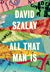 DAVID
SZALAY
ALL THAT
MAN IS